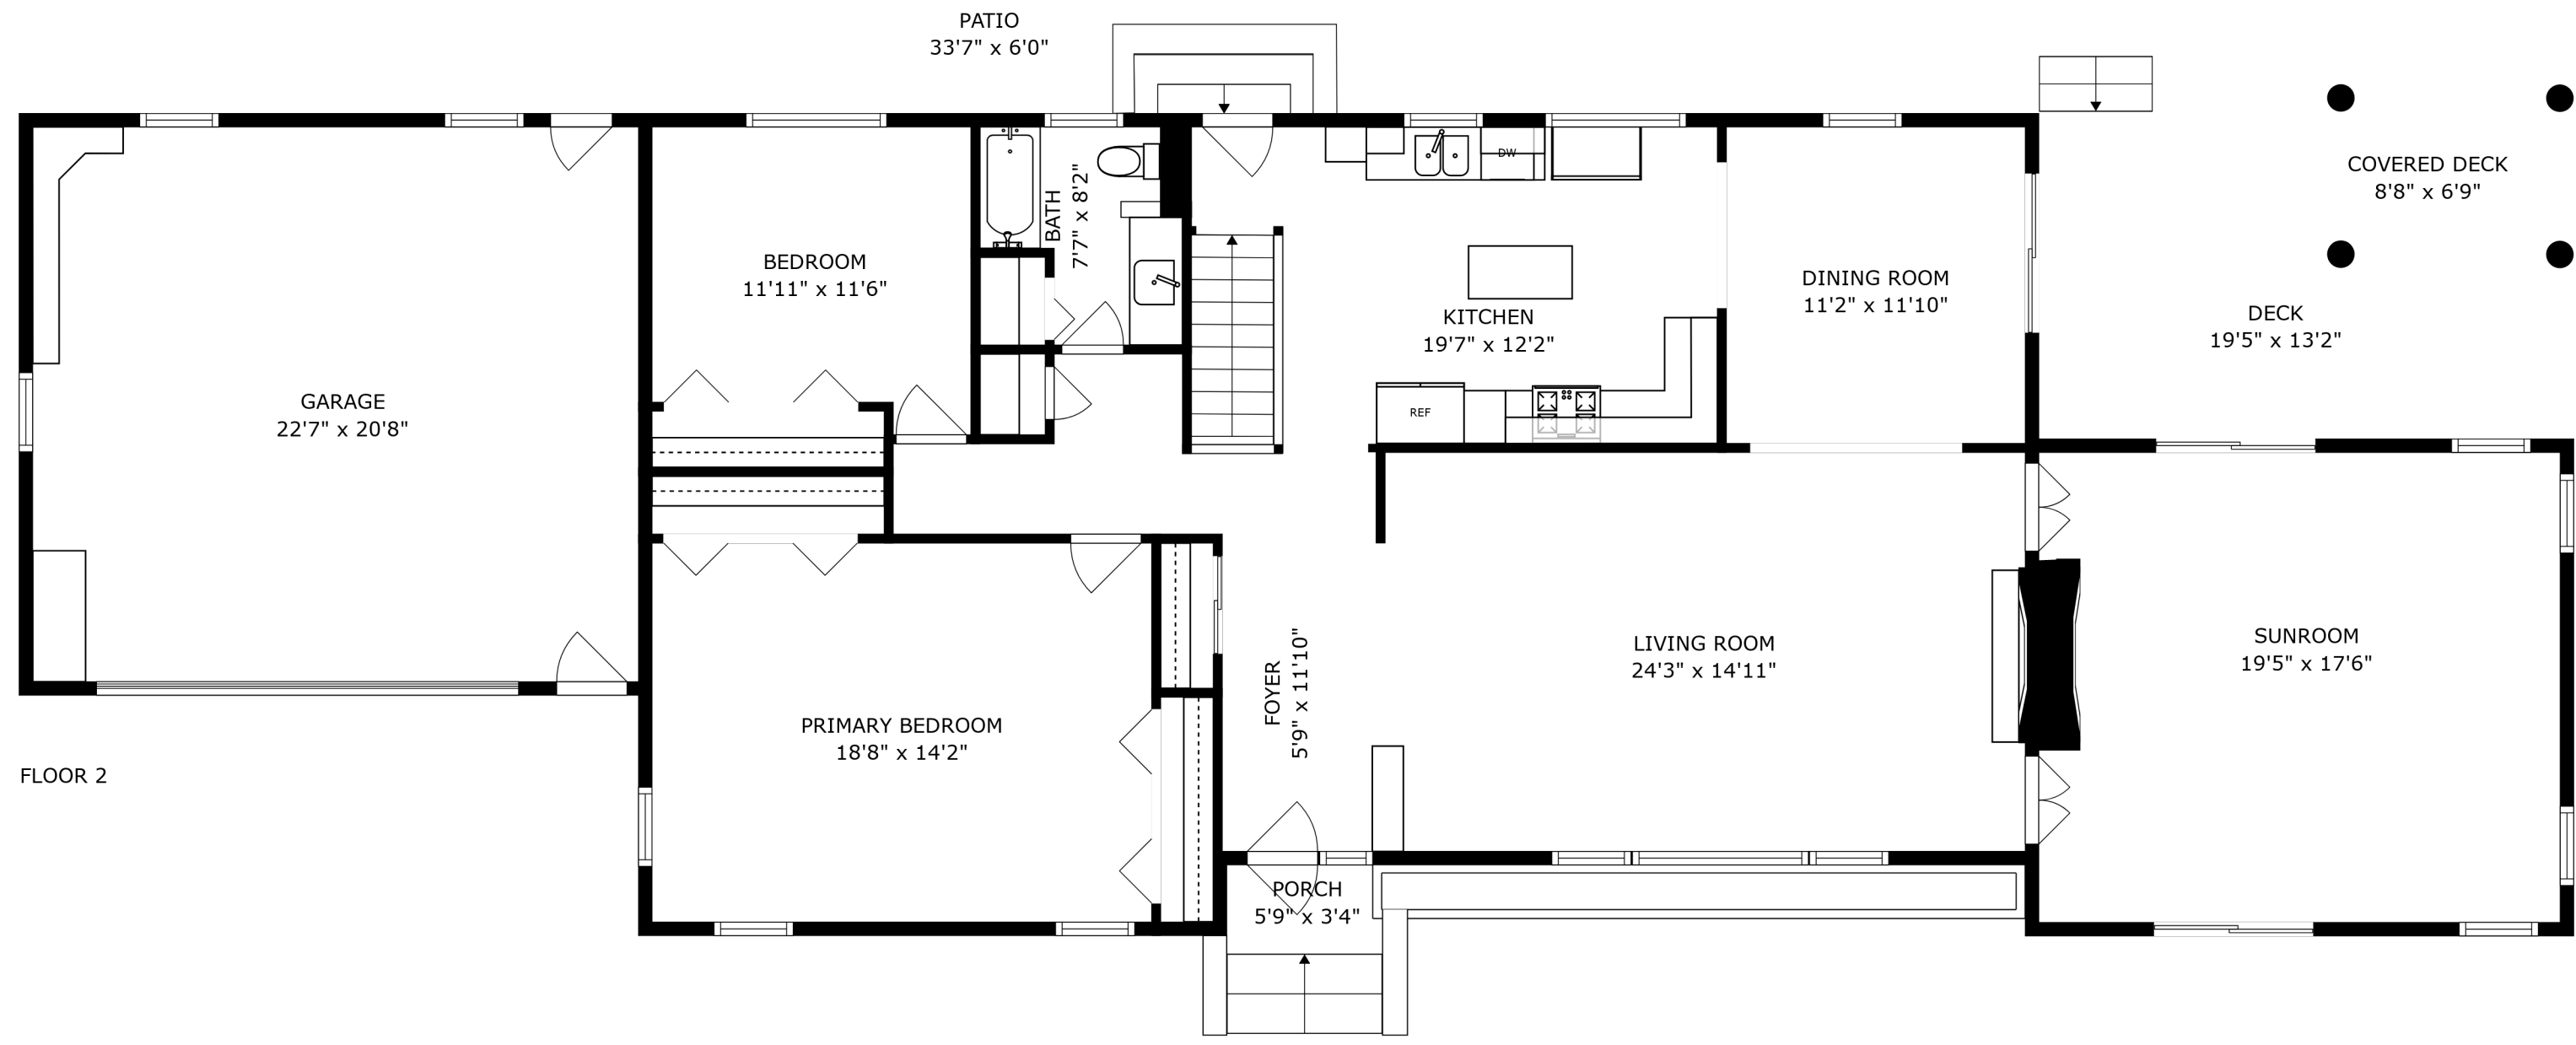 PATIO
33'7" x 6'0"
COVERED DECK
8'8" x 6'9"
DW
BATH
7'7" x 8'2"
BEDROOM
11'11" x 11'6"
DINING ROOM
11'2" x 11'10"
KITCHEN
19'7" x 12'2"
DECK
19'5" x 13'2"
GARAGE
22'7" x 20'8"
REF
LIVING ROOM
24'3" x 14'11"
SUNROOM
19'5" x 17'6"
FOYER
5'9" x 11'10"
PRIMARY BEDROOM
18'8" x 14'2"
FLOOR 2
PORCH
5'9" x 3'4"